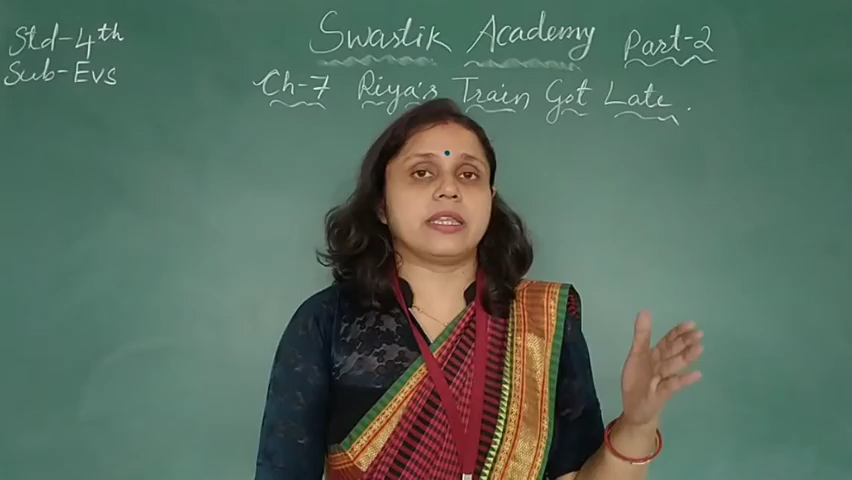 Std-4th
Sub-Evs
Swastik Academy Part-2
Ch-7 Riya's Train Got Late.